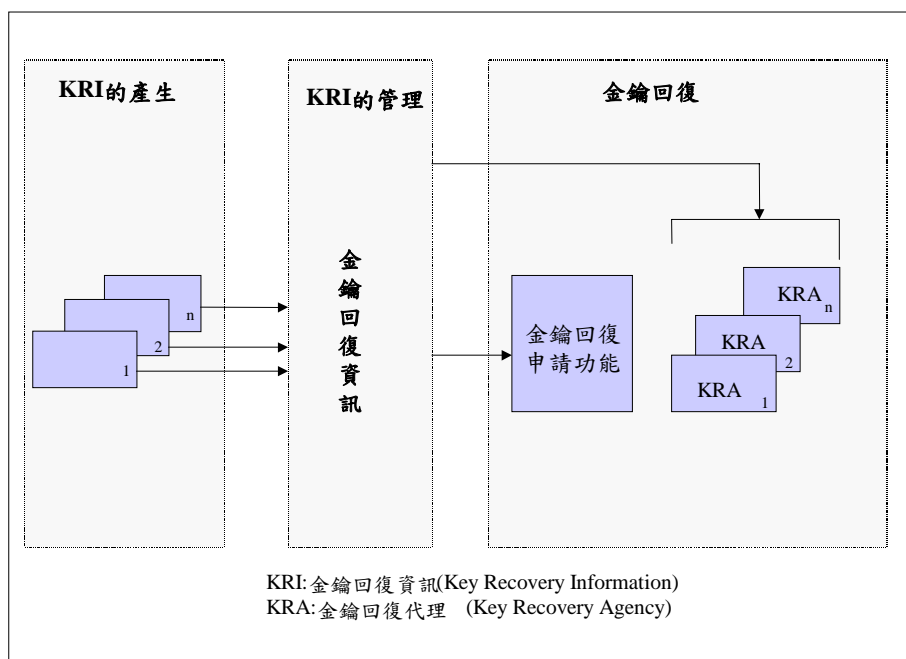 KRI的產生
KRI的管理
金鑰回復
金鑰回復資訊
n
2
1
金鑰回復
申請功能
KRA n
KRA 2
KRA 1
KRI:金鑰回復資訊(Key Recovery Information)
KRA:金鑰回復代理 (Key Recovery Agency)